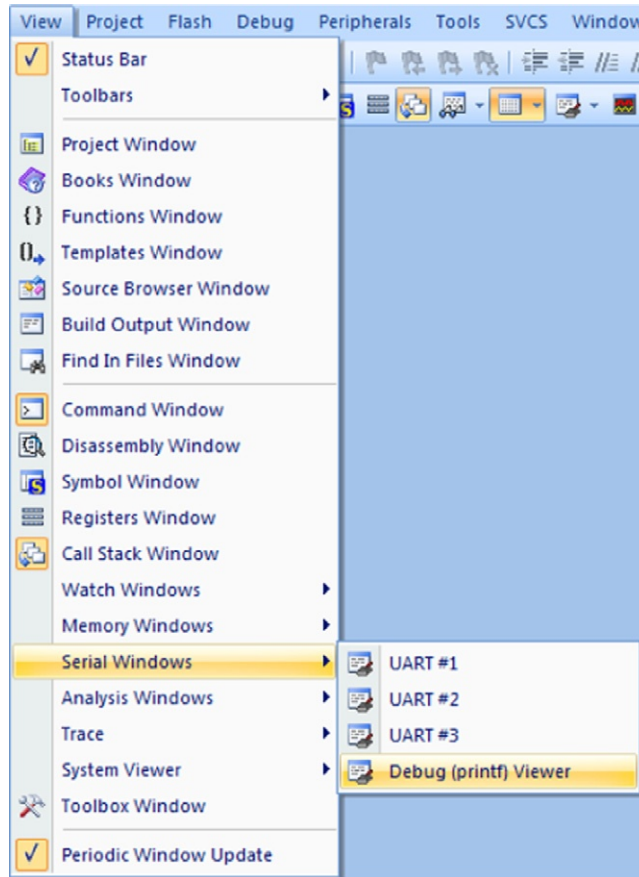 View Project Flash Debug Peripherals Tools SVCS Window
Status Bar
Toolbars
Project Window
Books Window
Functions Window
Templates Window
Source Browser Window
Build Output Window
Find In Files Window
Command Window
Disassembly Window
Symbol Window
Registers Window
Call Stack Window
Watch Windows
Memory Windows
Serial Windows
Analysis Windows
Trace
System Viewer
Toolbox Window
Periodic Window Update
UART #1
UART #2
UART #3
Debug (printf) Viewer